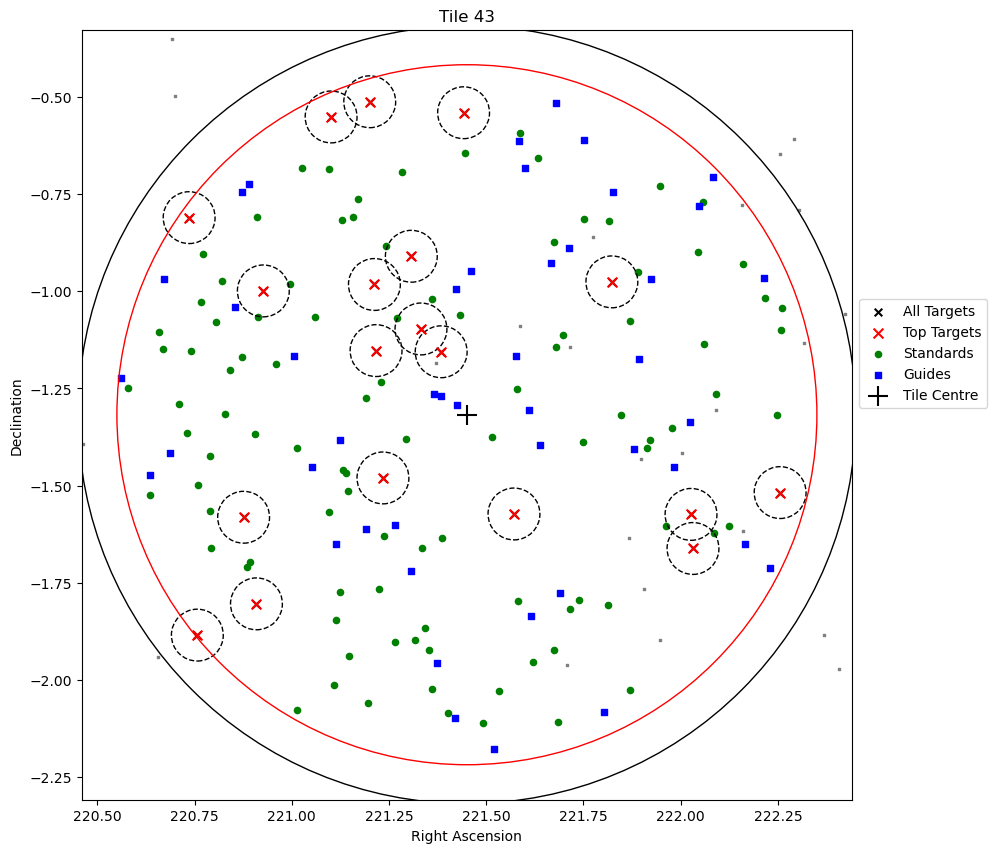 Tile 43
−0.50
−0.75
−1.00
−1.25
−1.50
−1.75
−2.00
−2.25
Declination
220.50
220.75
221.00
221.25
221.50
221.75
222.00
222.25
Right Ascension
All Targets
Top Targets
Standards
Guides
Tile Centre